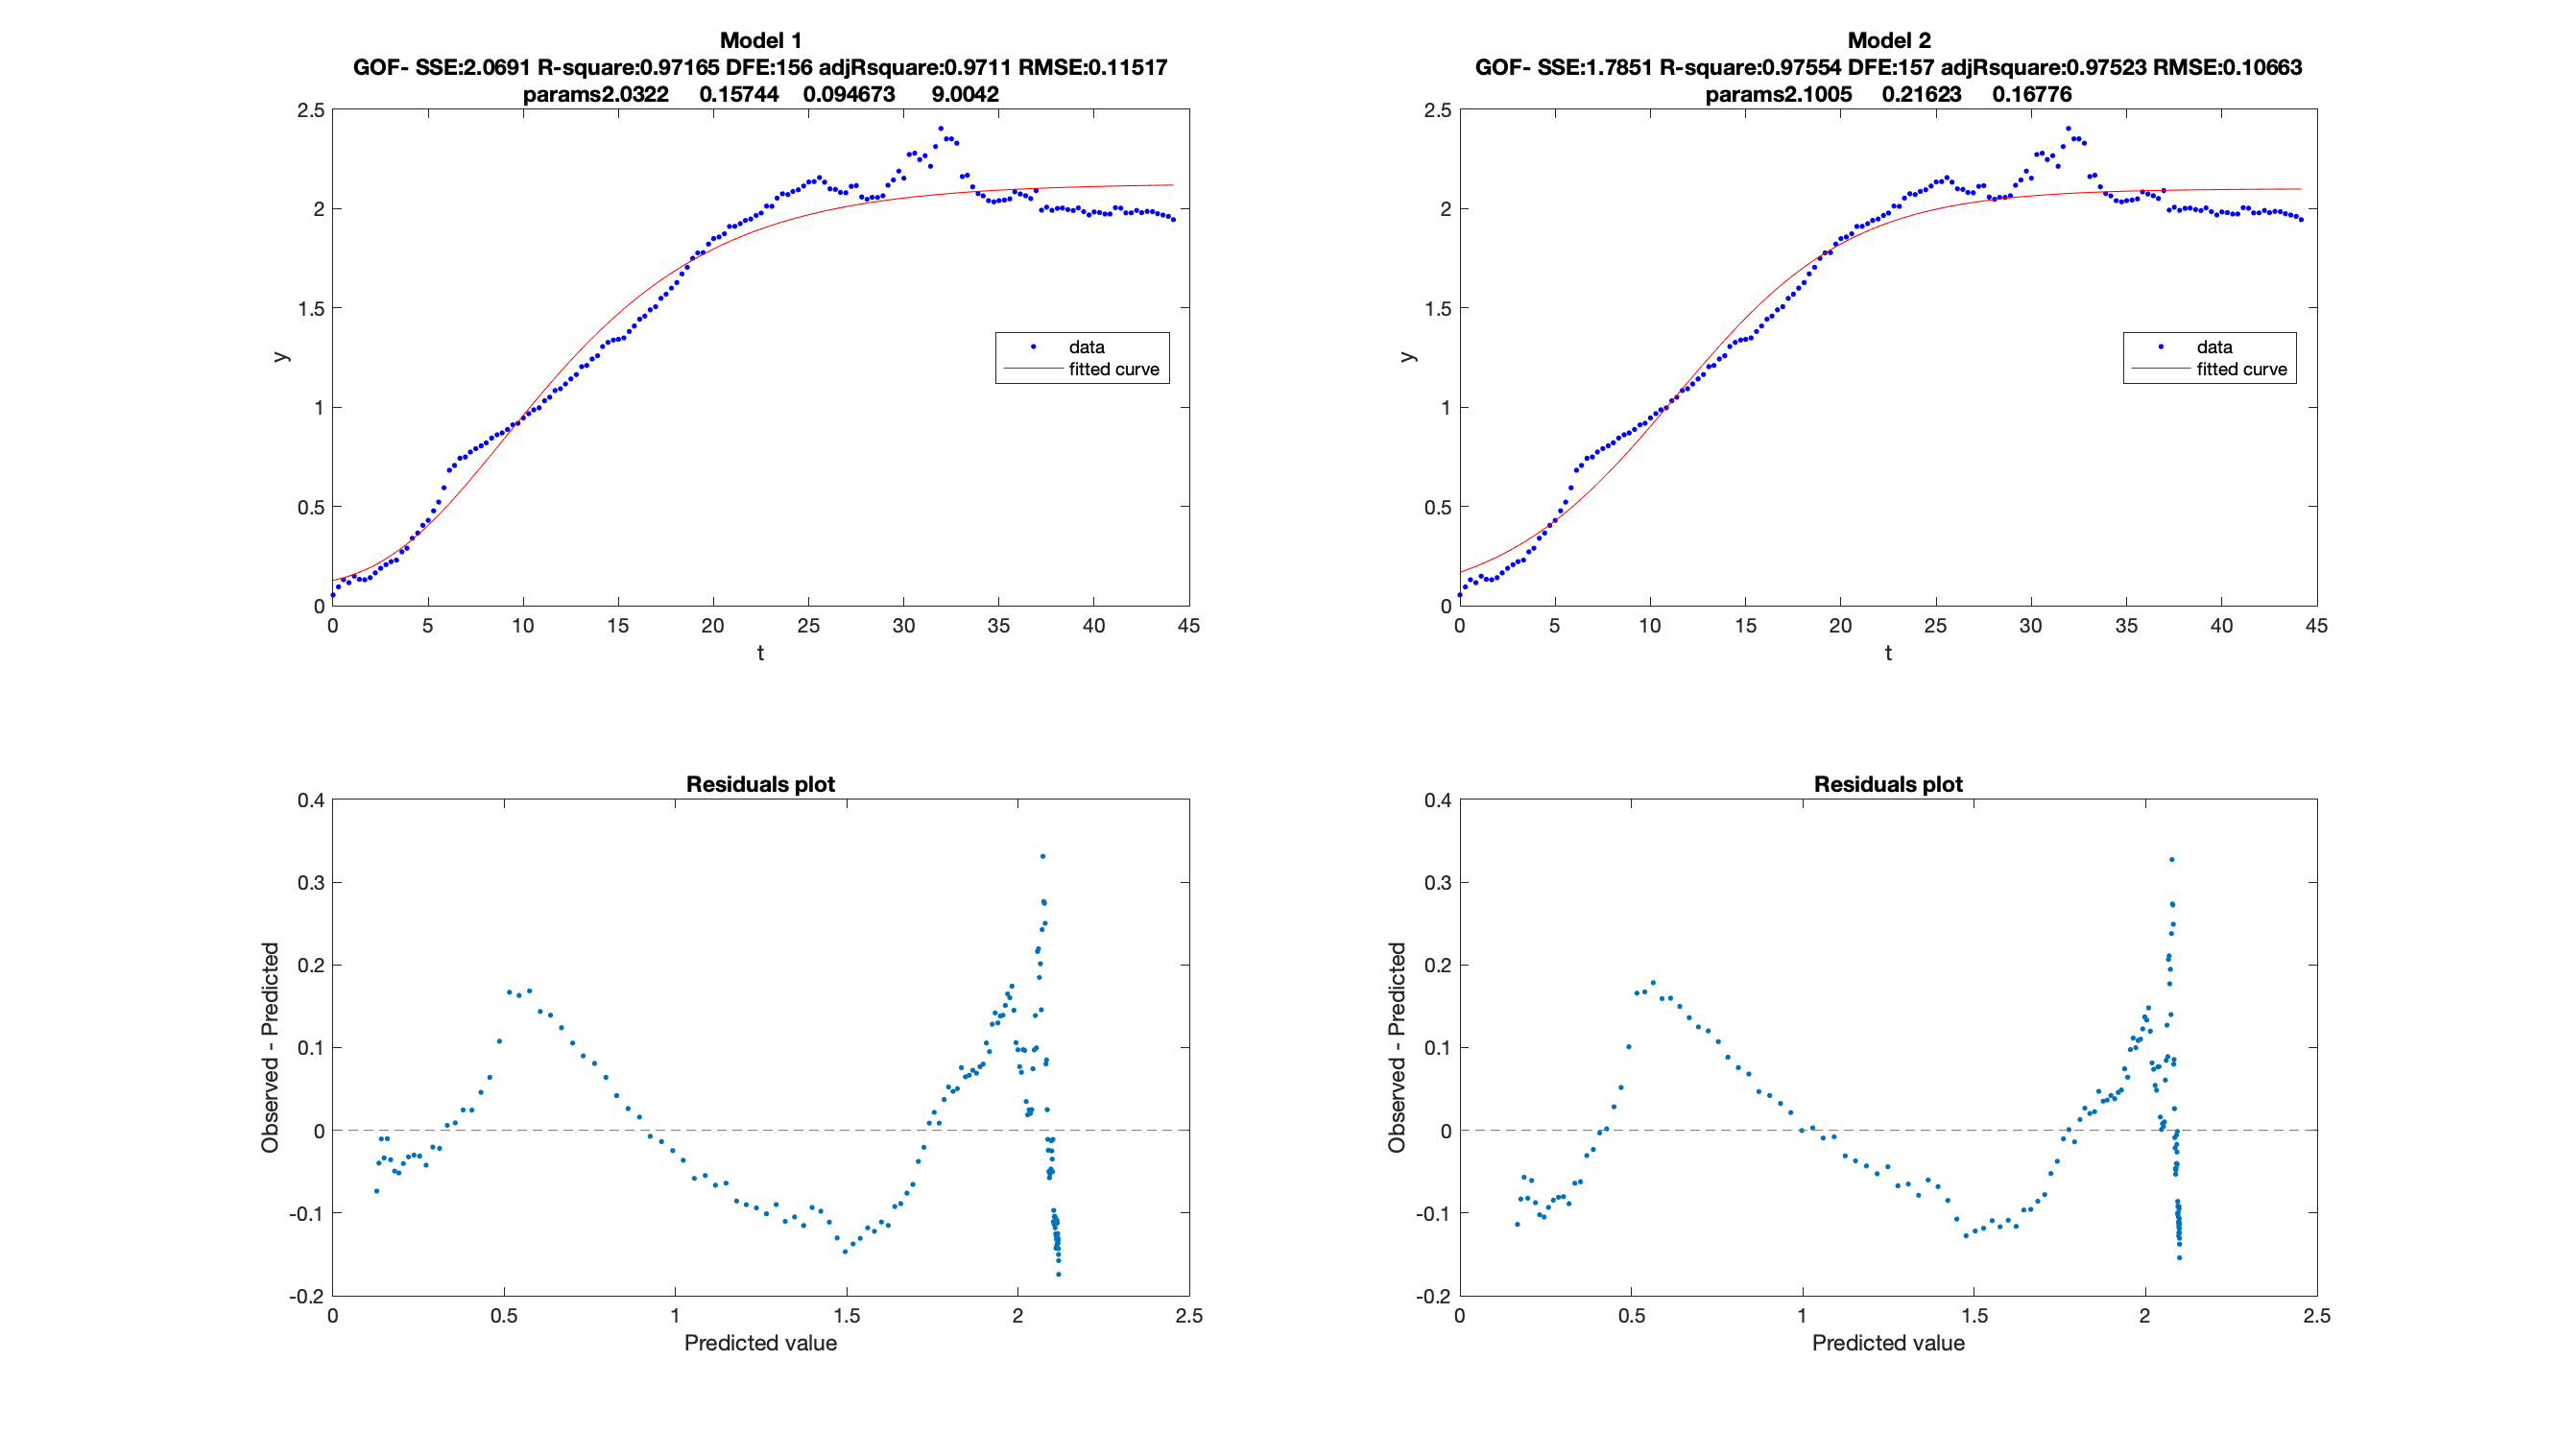 Model 1
GOF- SSE:2.0691 R-square:0.97165 DFE:156 adjRsquare:0.9711 RMSE:0.11517
params2.0322 0.15744 0.094673 9.0042
2.5
2
1.5
1
0.5
0
y
data
fitted curve
0 5 10 15 20 25 30 35 40 45
t
Model 2
GOF- SSE:1.7851 R-square:0.97554 DFE:157 adjRsquare:0.97523 RMSE:0.10663
params2.1005 0.21623 0.16776
2.5
2
1.5
1
0.5
0
y
data
fitted curve
0 5 10 15 20 25 30 35 40 45
t
Residuals plot
0.4
0.3
0.2
0.1
0
-0.1
-0.2
Observed - Predicted
0 0.5 1 1.5 2 2.5
Predicted value
Residuals plot
0.4
0.3
0.2
0.1
0
-0.1
-0.2
Observed - Predicted
0 0.5 1 1.5 2 2.5
Predicted value